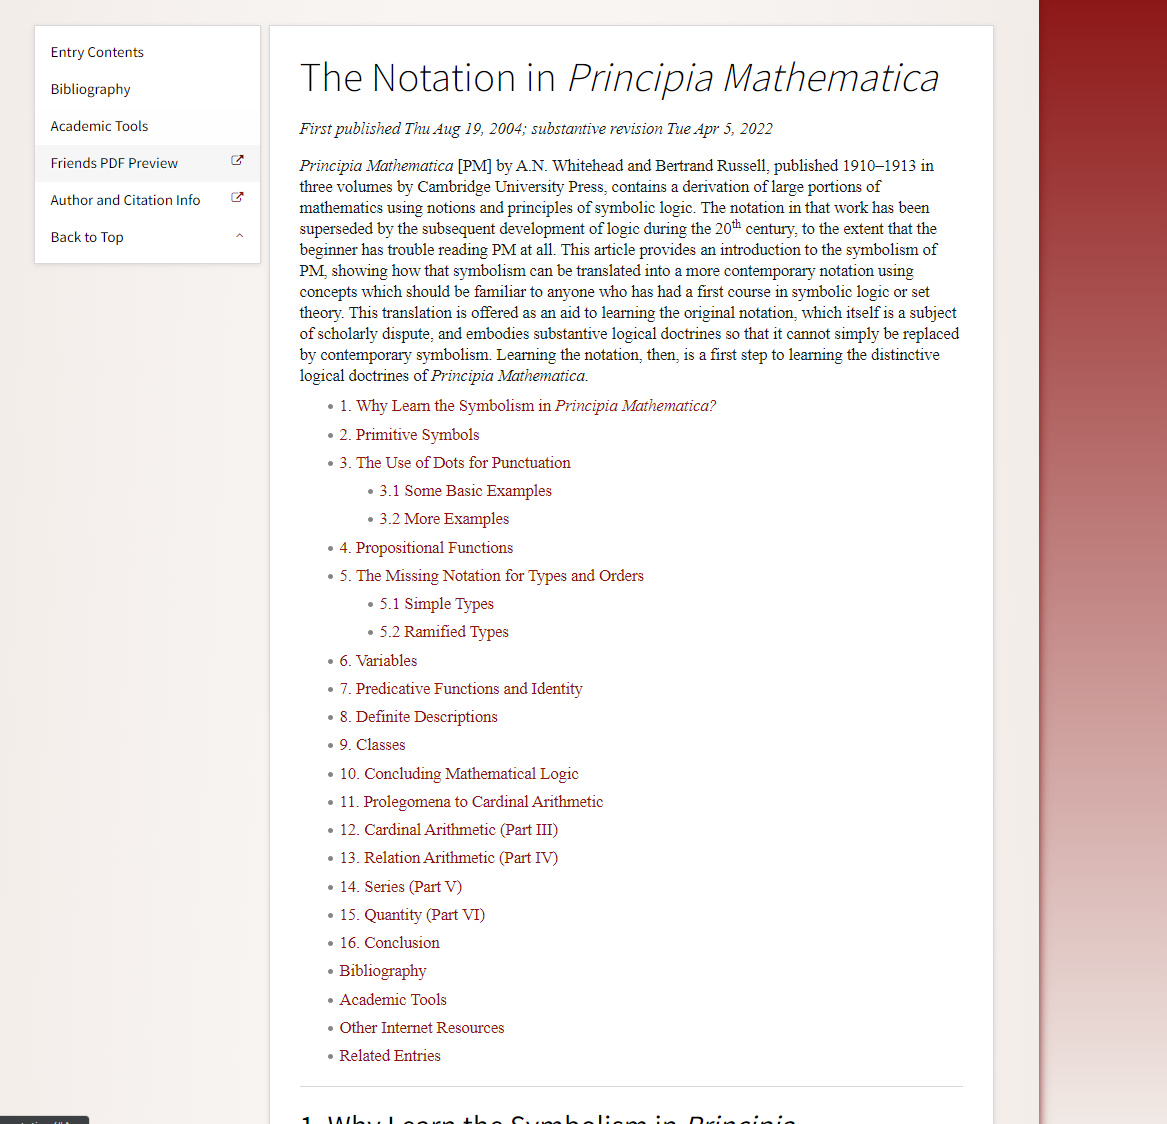 Entry Contents
Bibliography
Academic Tools
Friends PDF Preview
Author and Citation Info
Back to Top
The Notation in Principia Mathematica
First published Thu Aug 19, 2004; substantive revision Tue Apr 5, 2022
Principia Mathematica [PM] by A.N. Whitehead and Bertrand Russell, published 1910–1913 in
three volumes by Cambridge University Press, contains a derivation of large portions of
mathematics using notions and principles of symbolic logic. The notation in that work has been
superseded by the subsequent development of logic during the 20th century, to the extent that the
beginner has trouble reading PM at all. This article provides an introduction to the symbolism of
PM, showing how that symbolism can be translated into a more contemporary notation using
concepts which should be familiar to anyone who has had a first course in symbolic logic or set
theory. This translation is offered as an aid to learning the original notation, which itself is a subject
of scholarly dispute, and embodies substantive logical doctrines so that it cannot simply be replaced
by contemporary symbolism. Learning the notation, then, is a first step to learning the distinctive
logical doctrines of Principia Mathematica.
• 1. Why Learn the Symbolism in Principia Mathematica?
• 2. Primitive Symbols
• 3. The Use of Dots for Punctuation
• 3.1 Some Basic Examples
• 3.2 More Examples
• 4. Propositional Functions
• 5. The Missing Notation for Types and Orders
• 5.1 Simple Types
• 5.2 Ramified Types
• 6. Variables
• 7. Predicative Functions and Identity
• 8. Definite Descriptions
• 9. Classes
• 10. Concluding Mathematical Logic
• 11. Prolegomena to Cardinal Arithmetic
• 12. Cardinal Arithmetic (Part III)
• 13. Relation Arithmetic (Part IV)
• 14. Series (Part V)
• 15. Quantity (Part VI)
• 16. Conclusion
• Bibliography
• Academic Tools
• Other Internet Resources
• Related Entries
1. Why Learn the Symbolism in Principia